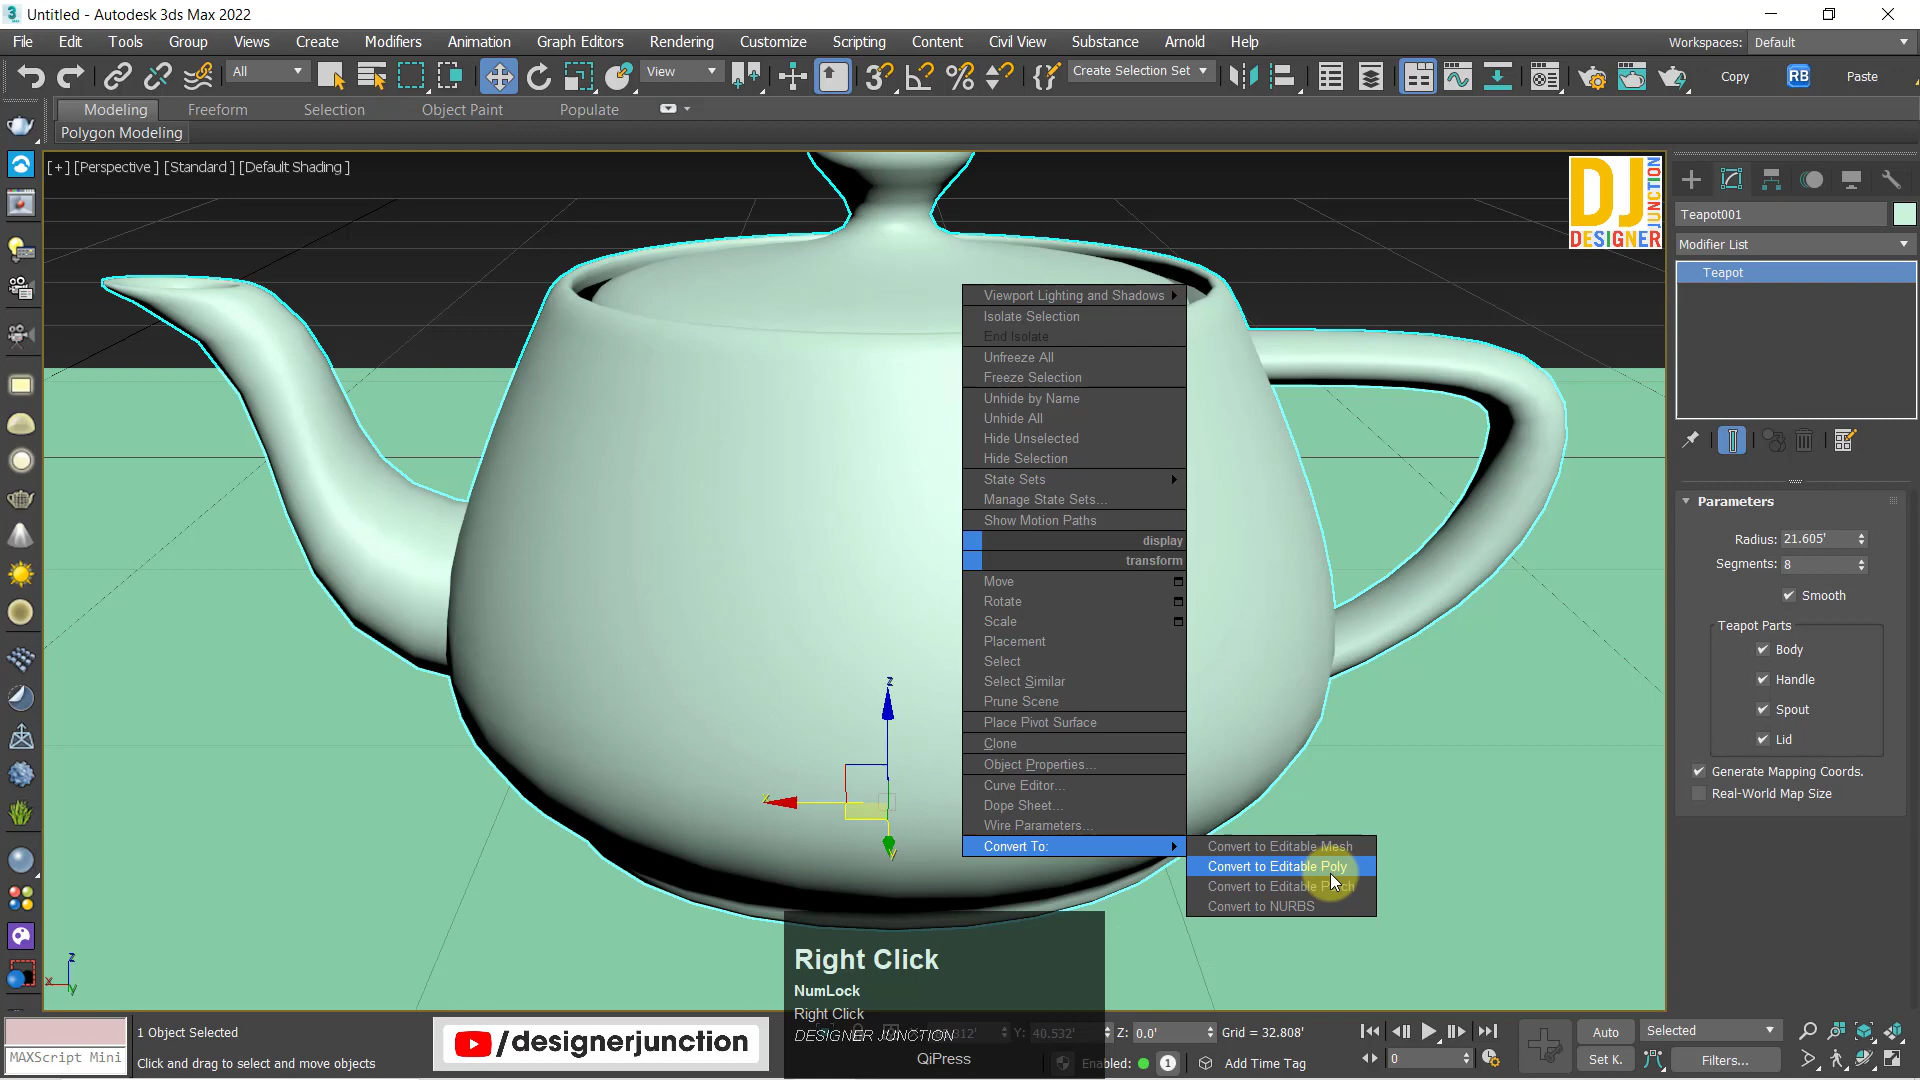 Untitled - Autodesk 3ds Max 2022
File Edit Tools Group Views Create Modifiers Animation Graph Editors Rendering Customize Scripting Content Civil View Substance Arnold Help
Workspaces: Default
All
View
Create Selection Set
Copy
RB
Paste
Modeling Freeform Selection Object Paint Populate
Polygon Modeling
[+] [Perspective ] [Standard ] [Default Shading ]
DJ
DESIGNER
JUNCTION
Teapot001
Modifier List
Teapot
Viewport Lighting and Shadows
Isolate Selection
End Isolate
Unfreeze All
Freeze Selection
Unhide by Name
Unhide All
Hide Unselected
Hide Selection
State Sets
Manage State Sets...
Show Motion Paths
display
transform
Move
Rotate
Scale
Placement
Select
Select Similar
Prune Scene
Place Pivot Surface
Clone
Object Properties...
Curve Editor...
Dope Sheet...
Wire Parameters...
Convert To:
Convert to Editable Mesh
Convert to Editable Poly
Convert to Editable
Convert to NURBS
Parameters
Radius: 21.605'
Segments: 8
Smooth
Teapot Parts
Body
Handle
Spout
Lid
Generate Mapping Coords.
Real-World Map Size
z
x
y
z
x
y
Right Click
NumLock
Right Click
DESIGNER JUNCTION
QiPress
MAXScript Mini
1 Object Selected
Click and drag to select and move objects
/designerjunction
Y: 40.532'
Z: 0.0'
Grid = 32.808'
Enabled:
1
Add Time Tag
0
Auto
Selected
Set K.
Filters...